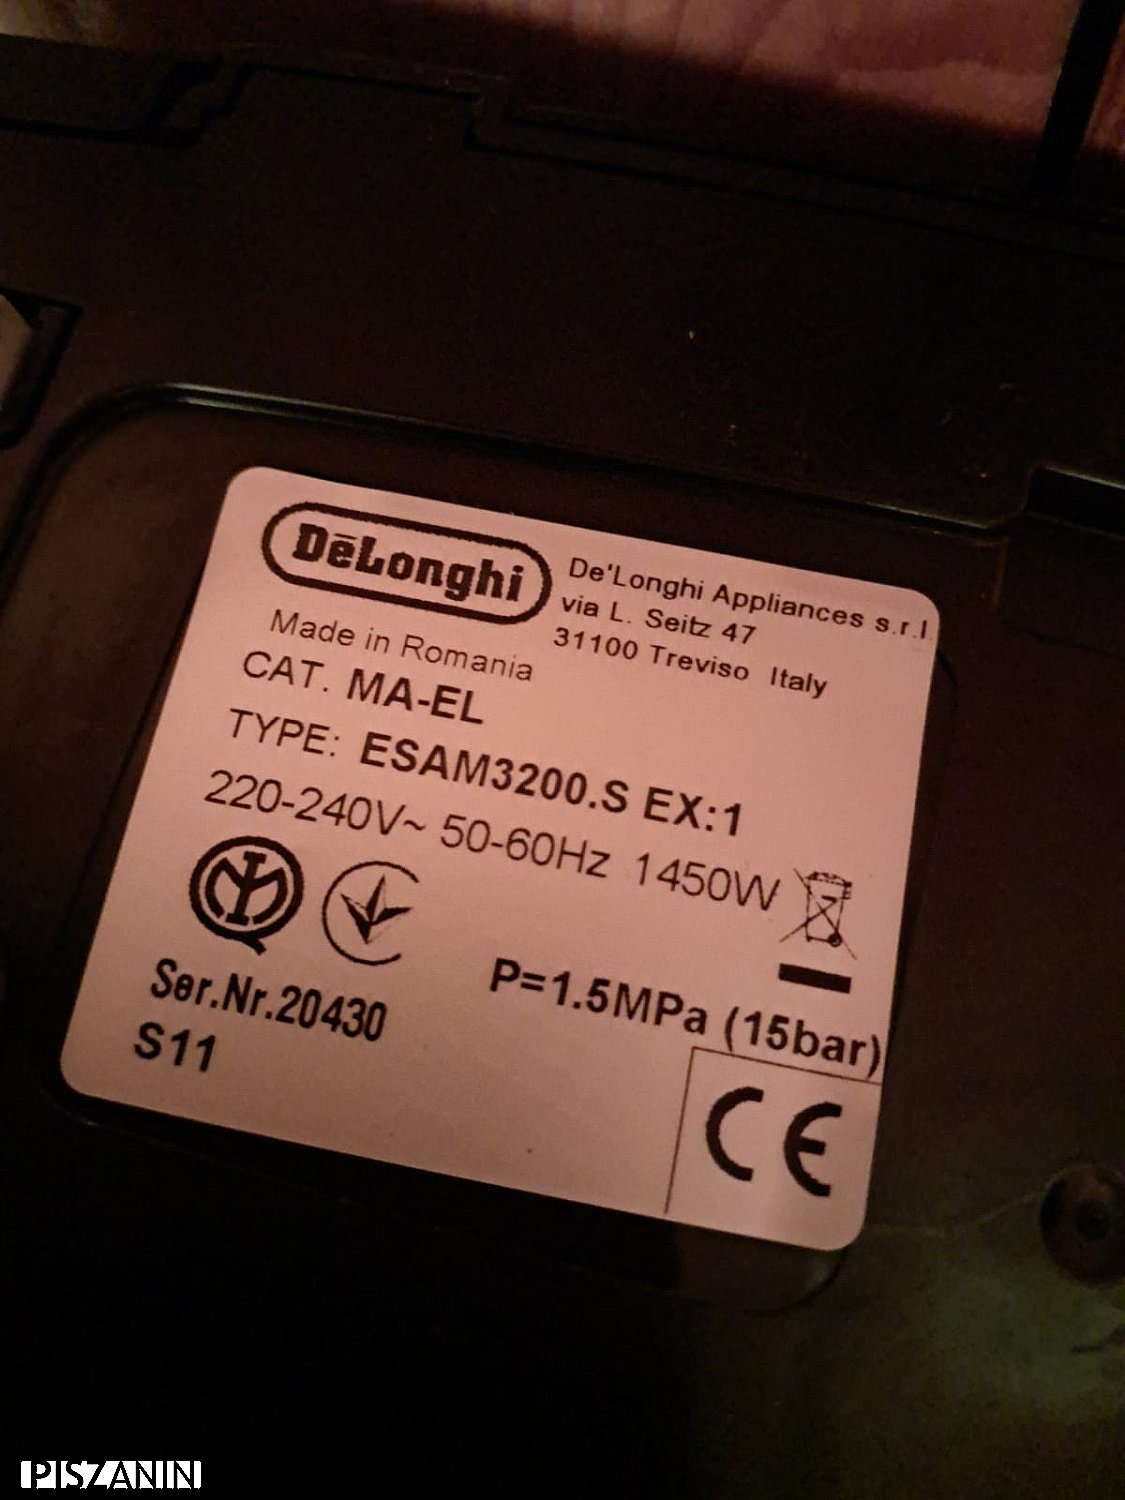 DeLonghi
De'Longhi Appliances s.r.l.
via L. Seitz 47
31100 Treviso Italy
Made in Romania
CAT. MA-EL
TYPE: ESAM3200.S EX:1
220-240V~ 50-60Hz 1450W
P=1.5MPa (15bar)
Ser.Nr.20430
S11
CE
PISZANIN